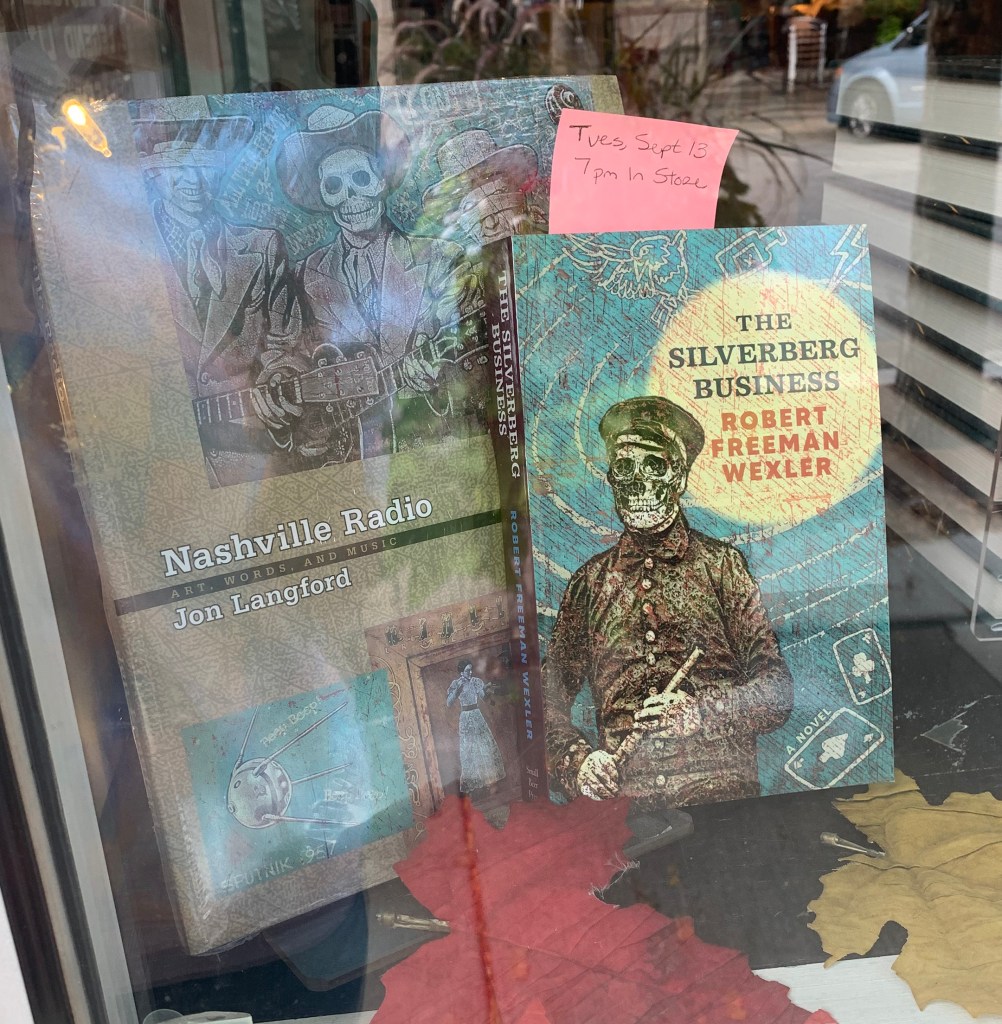 Tues, Sept 13
7pm In Store
THE
SILVERBERG
BUSINESS
ROBERT
FREEMAN
WEXLER
A NOVEL
THE SILVERBERG
BUSINESS
ROBERT FREEMAN WEXLER
Nashville Radio
ART, WORDS, AND MUSIC
Jon Langford
SPUTNIK 1957